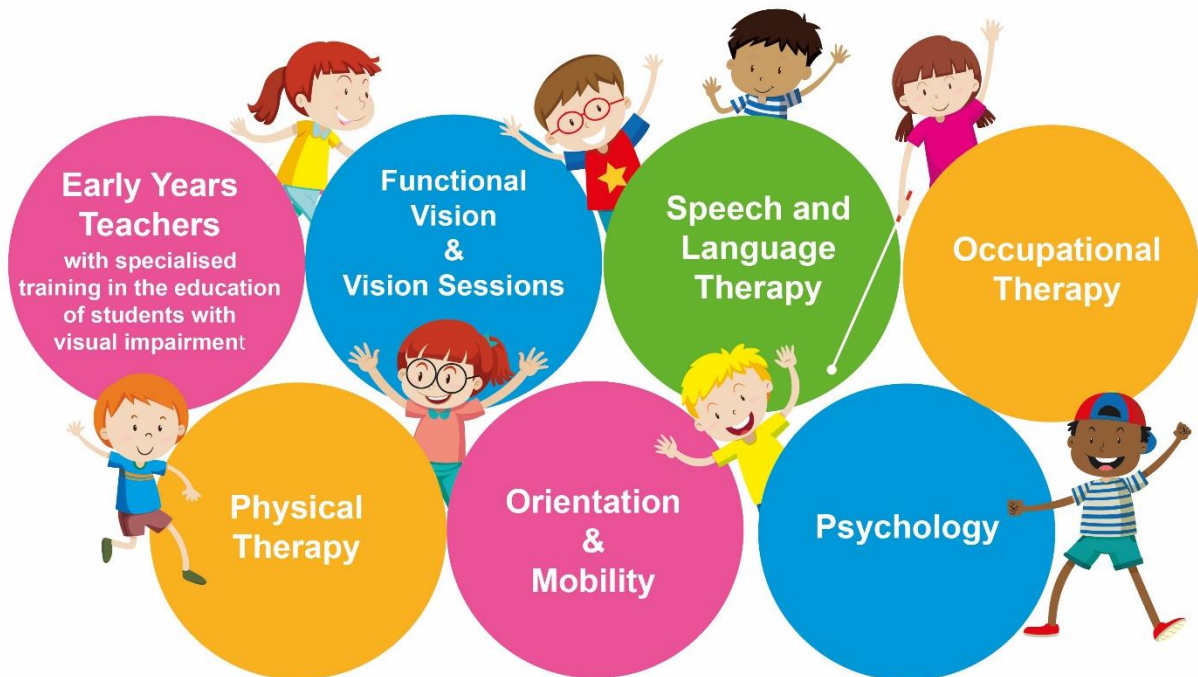 Early Years
Teachers
with specialised
training in the education
of students with
visual impairment
Functional
Vision
&
Vision Sessions
Speech and
Language
Therapy
Occupational
Therapy
Physical
Therapy
Orientation
&
Mobility
Psychology